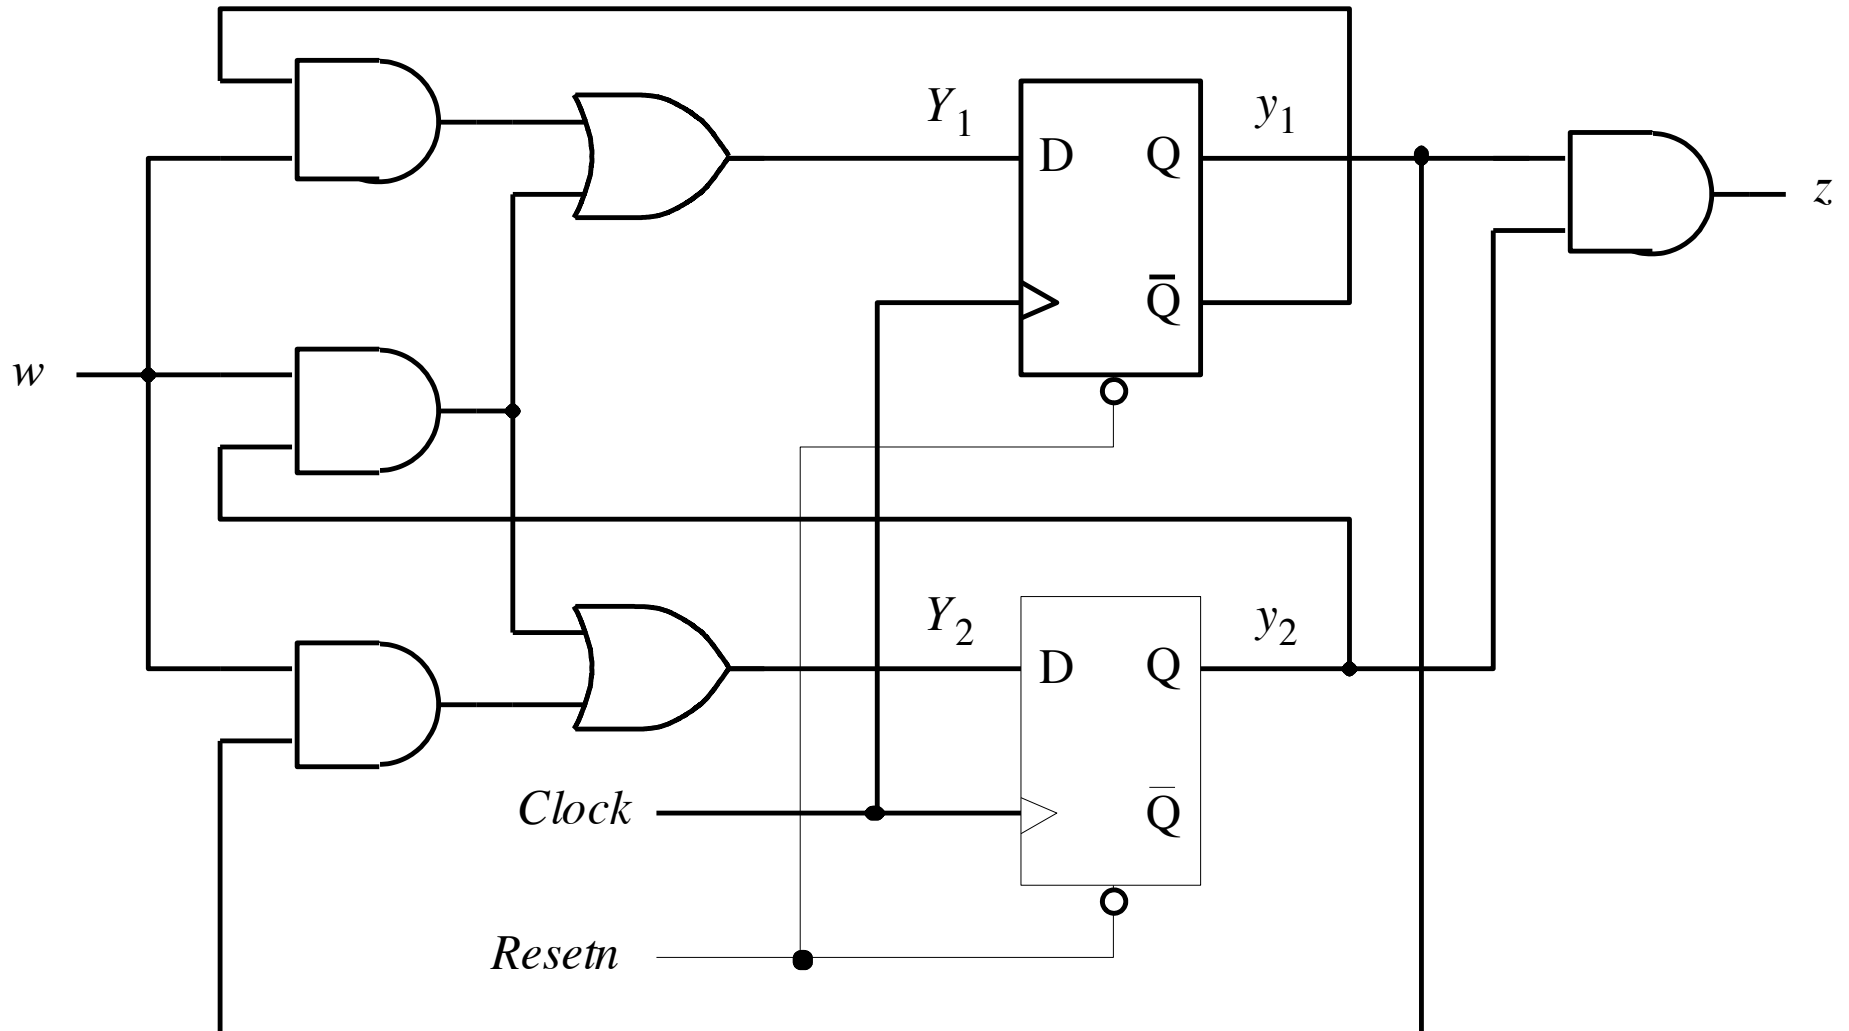 Y₁ y₁
D Q
z
Q̅
w
Y₂ y₂
D Q
Clock Q̅
Resetn